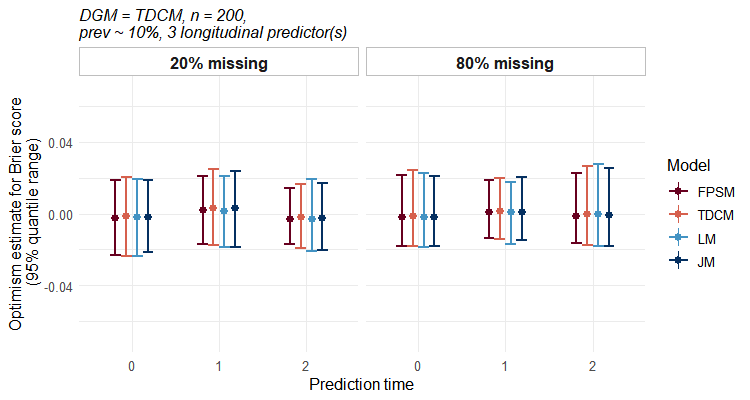 DGM = TDCM, n = 200,
prev ~ 10%, 3 longitudinal predictor(s)
20% missing
80% missing
Optimism estimate for Brier score
(95% quantile range)
0.04
0.00
-0.04
0 1 2
0 1 2
Prediction time
Model
FPSM
TDCM
LM
JM